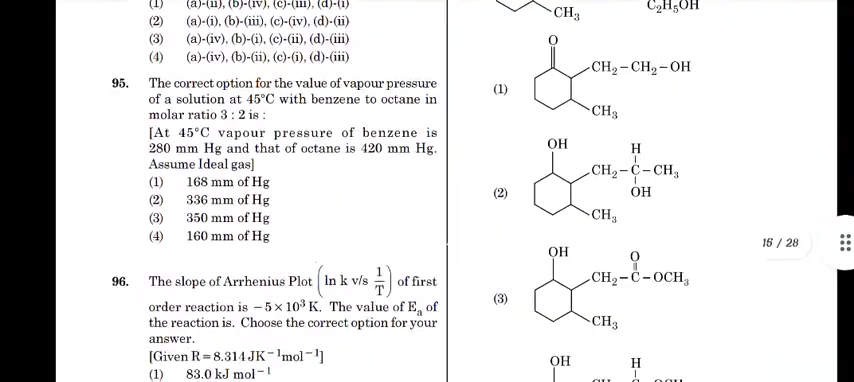 (1) (a)-(ii), (b)-(iv), (c)-(iii), (d)-(i)
(2) (a)-(i), (b)-(iii), (c)-(iv), (d)-(ii)
(3) (a)-(iv), (b)-(i), (c)-(ii), (d)-(iii)
(4) (a)-(iv), (b)-(ii), (c)-(i), (d)-(iii)
95. The correct option for the value of vapour pressure
of a solution at 45°C with benzene to octane in
molar ratio 3 : 2 is :
[At 45°C vapour pressure of benzene is
280 mm Hg and that of octane is 420 mm Hg.
Assume Ideal gas]
(1) 168 mm of Hg
(2) 336 mm of Hg
(3) 350 mm of Hg
(4) 160 mm of Hg
96. The slope of Arrhenius Plot (ln k v/s 1/T) of first
order reaction is −5×10³ K. The value of Eₐ of
the reaction is. Choose the correct option for your
answer.
[Given R=8.314 JK⁻¹mol⁻¹]
(1) 83.0 kJ mol⁻¹
CH₃
C₂H₅OH
O
CH₂−CH₂−OH
(1)
CH₃
OH
H
CH₂−C−CH₃
OH
(2)
CH₃
OH
O
CH₂−C−OCH₃
(3)
CH₃
OH
H
15 / 28